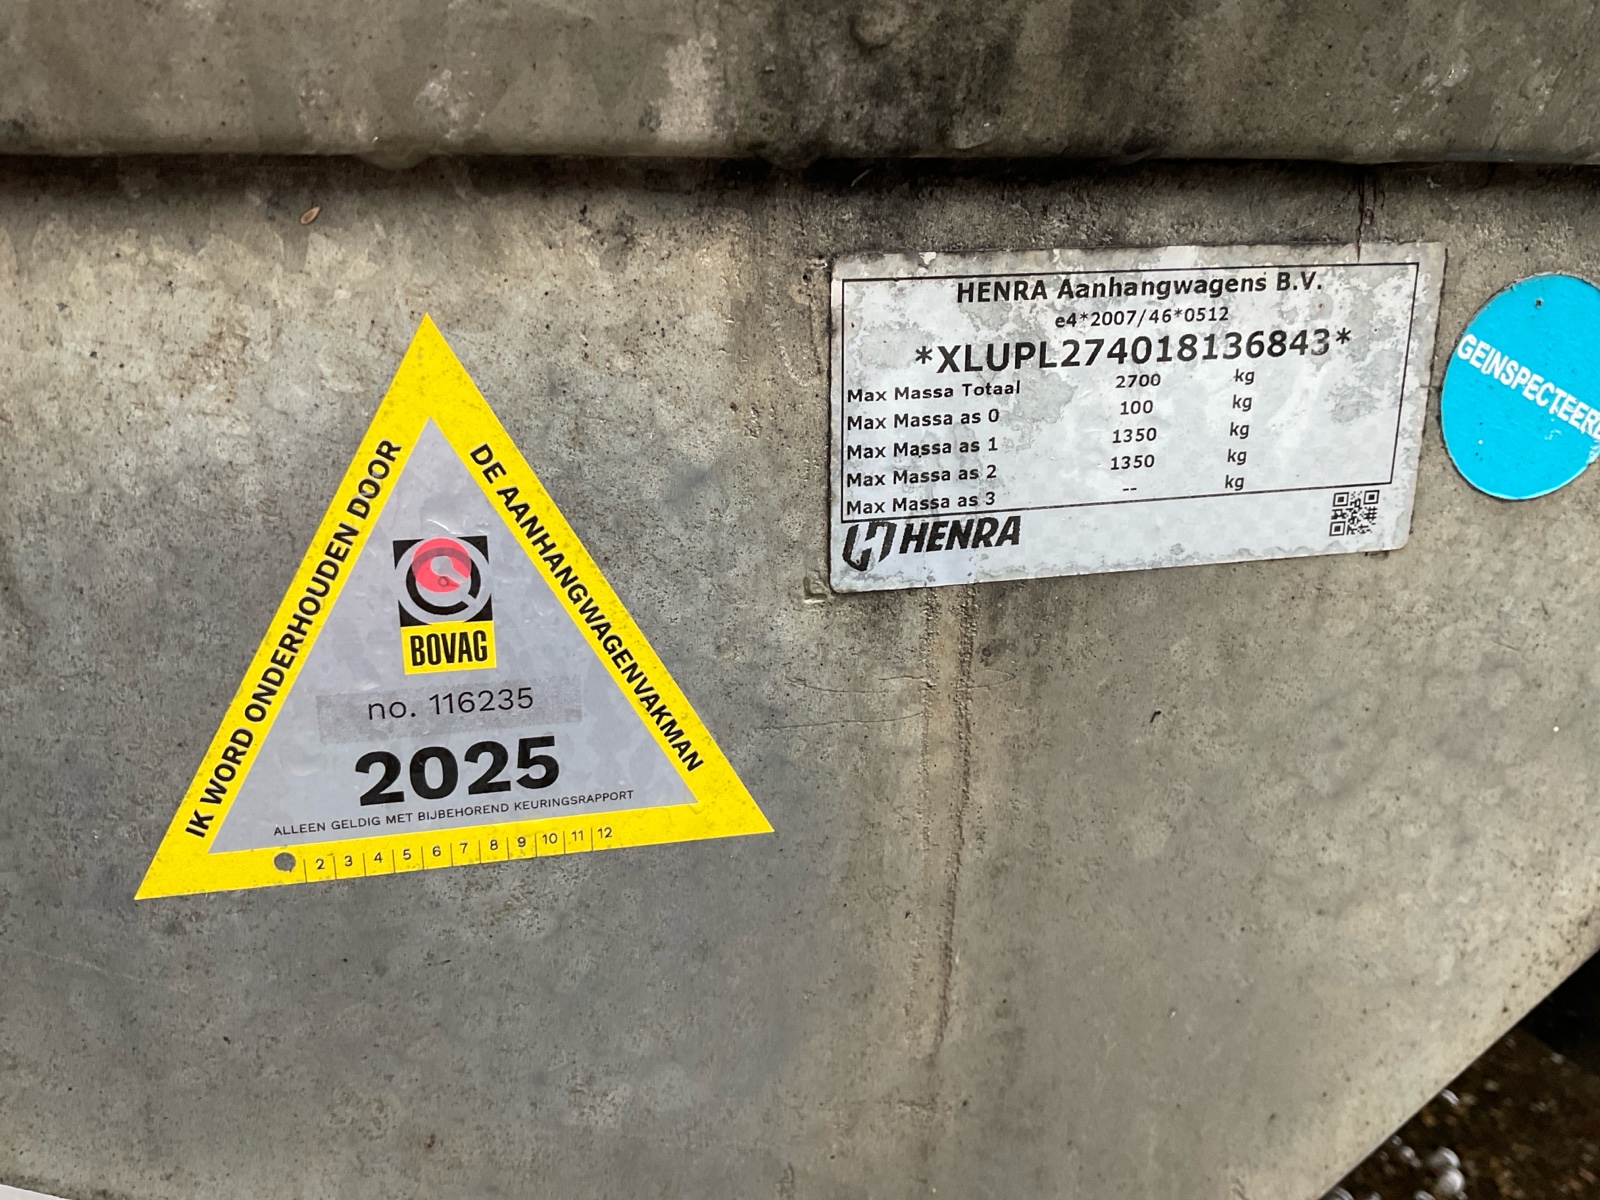 IK WORD ONDERHOUDEN DOOR
DE AANHANGWAGENVAKMAN
BOVAG
no. 116235
2025
ALLEEN GELDIG MET BIJBEHOREND KEURINGSRAPPORT
2 3 4 5 6 7 8 9 10 11 12
HENRA Aanhangwagens B.V.
e4*2007/46*0512
*XLUPL274018136843*
Max Massa Totaal 2700 kg
Max Massa as 0 100 kg
Max Massa as 1 1350 kg
Max Massa as 2 1350 kg
Max Massa as 3 -- kg
HENRA
GEINSPECTEERD